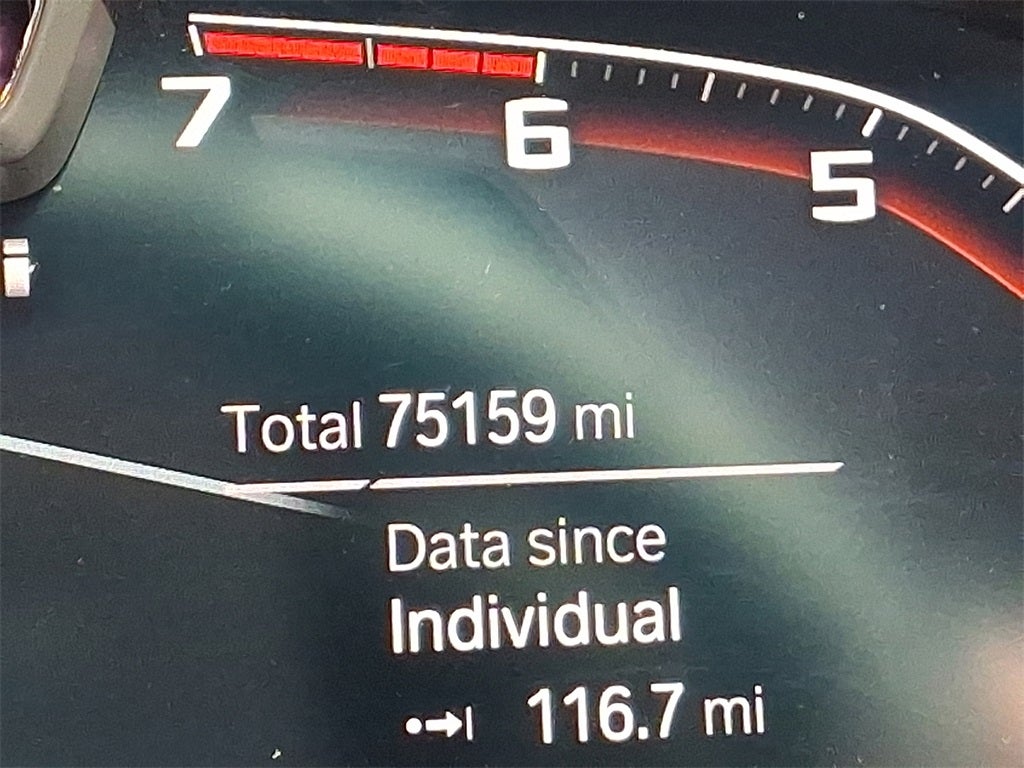 7
6
5
Total 75159 mi
Data since
Individual
116.7 mi